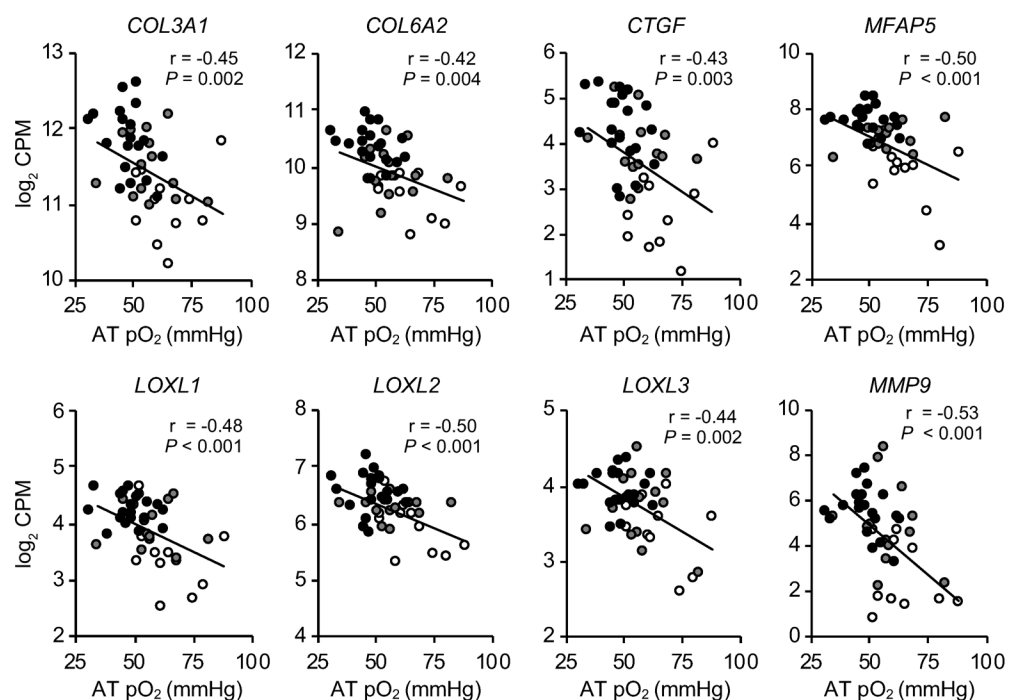 COL3A1
COL6A2
CTGF
MFAP5
13
12
11
10
log2 CPM
r = -0.45
P = 0.002
25 50 75 100
AT pO2 (mmHg)
12
11
10
9
8
r = -0.42
P = 0.004
25 50 75 100
AT pO2 (mmHg)
6
5
4
3
2
1
r = -0.43
P = 0.003
25 50 75 100
AT pO2 (mmHg)
10
8
6
4
2
r = -0.50
P < 0.001
25 50 75 100
AT pO2 (mmHg)
LOXL1
LOXL2
LOXL3
MMP9
6
5
4
3
2
log2 CPM
r = -0.48
P < 0.001
25 50 75 100
AT pO2 (mmHg)
8
7
6
5
4
r = -0.50
P < 0.001
25 50 75 100
AT pO2 (mmHg)
5
4
3
2
r = -0.44
P = 0.002
25 50 75 100
AT pO2 (mmHg)
10
8
6
4
2
0
r = -0.53
P < 0.001
25 50 75 100
AT pO2 (mmHg)